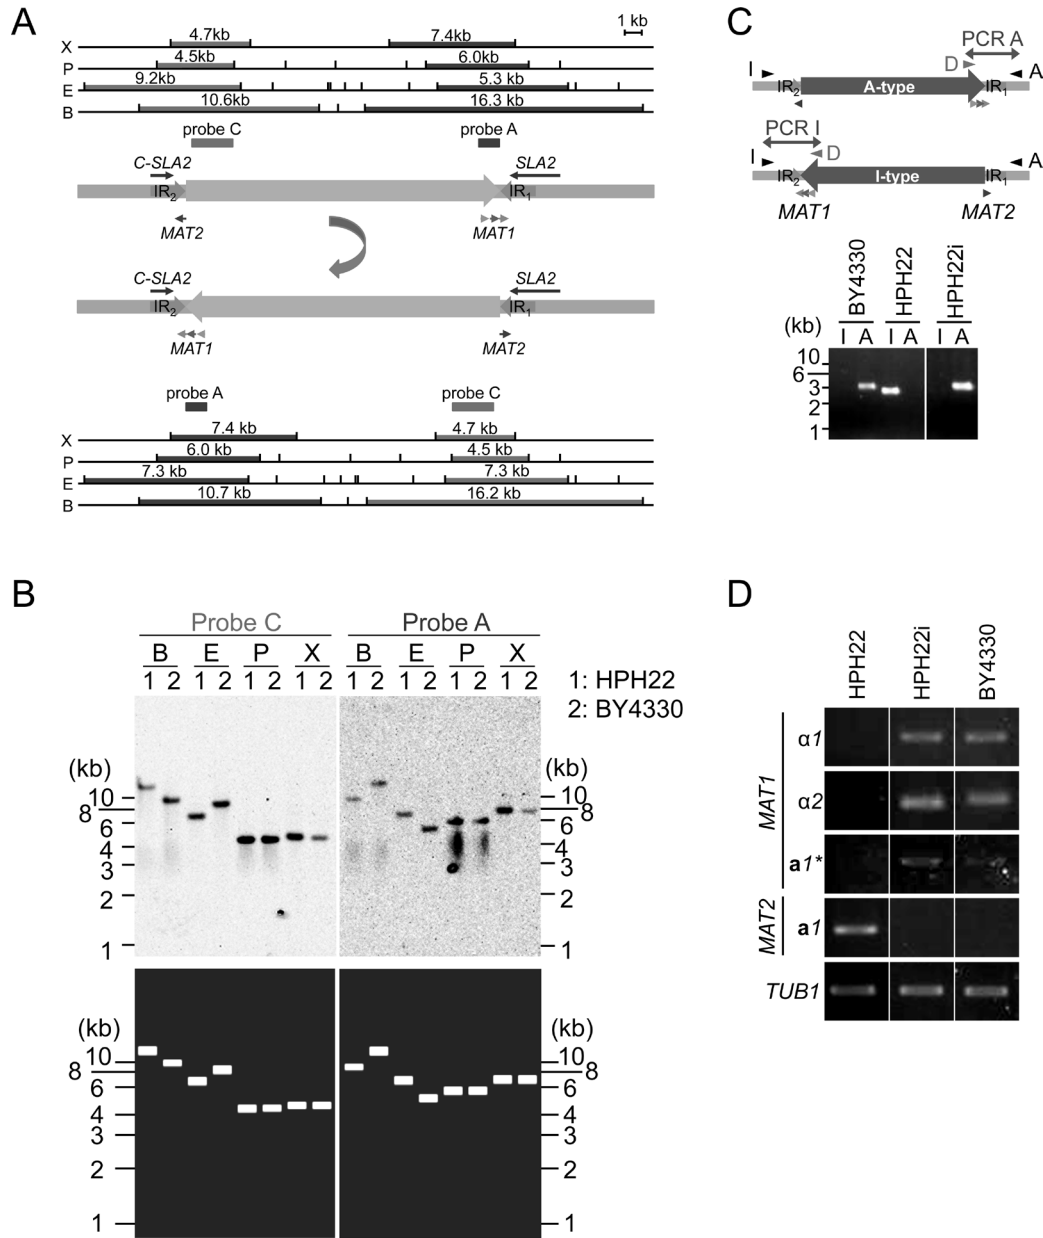 A
1 kb
4.7kb 7.4kb
X
4.5kb 6.0kb
P
9.2kb 5.3 kb
E
10.6kb 16.3 kb
B
probe C probe A
C-SLA2 SLA2
IR2 IR1
MAT2 MAT1
C-SLA2 SLA2
IR2 IR1
MAT1 MAT2
probe A probe C
7.4 kb 4.7 kb
X
6.0 kb 4.5 kb
P
7.3 kb 7.3 kb
E
10.7 kb 16.2 kb
B
C
PCR A
I D A
IR2 A-type IR1
PCR I
I D A
IR2 I-type IR1
MAT1 MAT2
BY4330 HPH22 HPH22i
(kb) I A I A I A
10
6
3
2
1
B
Probe C Probe A
B E P X B E P X
1 2 1 2 1 2 1 2 1 2 1 2 1 2 1 2
1: HPH22
2: BY4330
(kb) (kb)
10 10
8 8
6 6
4 4
3 3
2 2
1 1
(kb) (kb)
10 10
8 8
6 6
4 4
3 3
2 2
1 1
D
HPH22 HPH22i BY4330
MAT1
α1
α2
a1*
MAT2
a1
TUB1